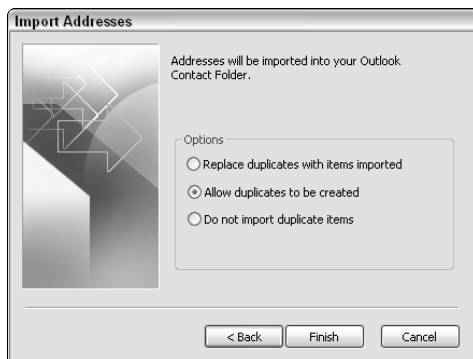 Import Addresses
Addresses will be imported into your Outlook
Contact Folder.
Options
Replace duplicates with items imported
Allow duplicates to be created
Do not import duplicate items
< Back Finish Cancel